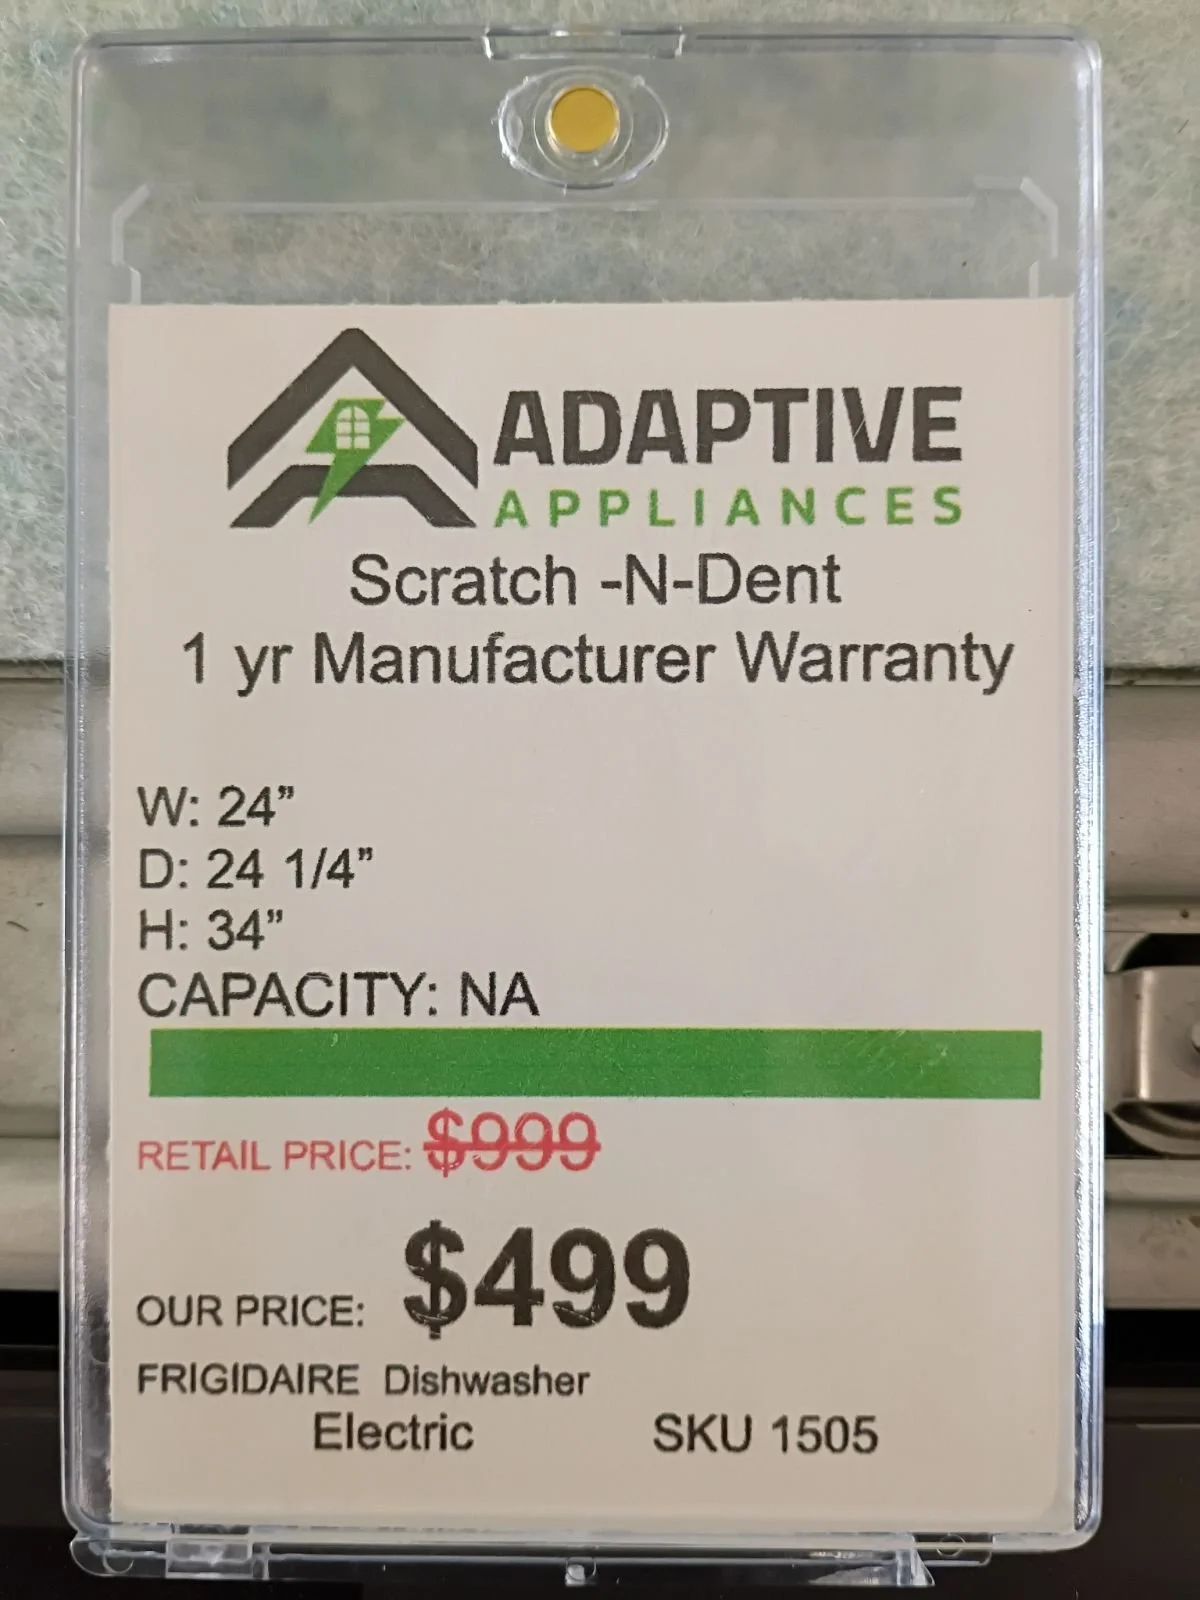 ADAPTIVE
APPLIANCES
Scratch -N-Dent
1 yr Manufacturer Warranty
W: 24”
D: 24 1/4”
H: 34”
CAPACITY: NA
RETAIL PRICE: $999
OUR PRICE: $499
FRIGIDAIRE Dishwasher
Electric SKU 1505